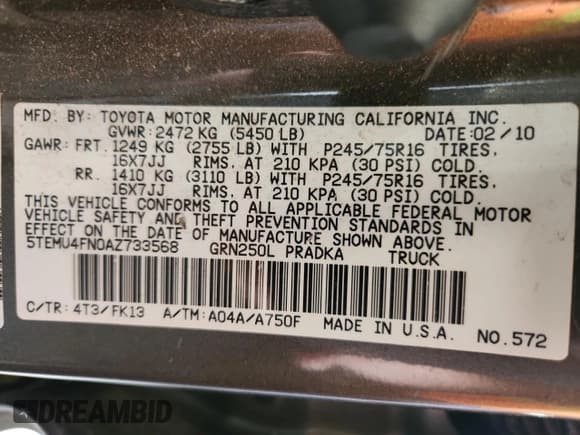 MFD. BY: TOYOTA MOTOR MANUFACTURING CALIFORNIA INC.
GVWR: 2472 KG (5450 LB) DATE: 02/10
GAWR: FRT. 1249 KG (2755 LB) WITH P245/75R16 TIRES.
16X7JJ RIMS. AT 210 KPA (30 PSI) COLD.
RR. 1410 KG (3110 LB) WITH P245/75R16 TIRES.
16X7JJ RIMS. AT 210 KPA (30 PSI) COLD.
THIS VEHICLE CONFORMS TO ALL APPLICABLE FEDERAL MOTOR
VEHICLE SAFETY AND THEFT PREVENTION STANDARDS IN
EFFECT ON DATE OF MANUFACTURE SHOWN ABOVE.
5TEMU4FN0AZ733568 GRN250L PRADKA TRUCK
C/TR: 4T3/FK13 A/TM: A04A/A750F MADE IN U.S.A. NO. 572
DREAMBID